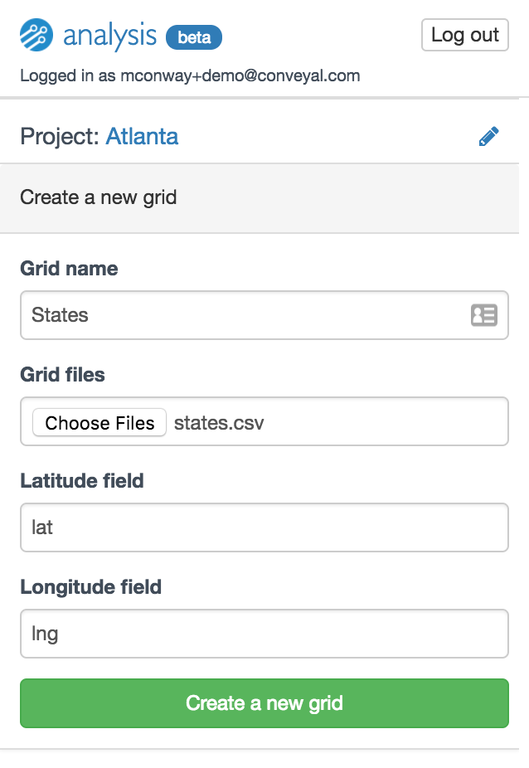 analysis beta
Log out
Logged in as mconway+demo@conveyal.com
Project: Atlanta
Create a new grid
Grid name
States
Grid files
Choose Files states.csv
Latitude field
lat
Longitude field
lng
Create a new grid